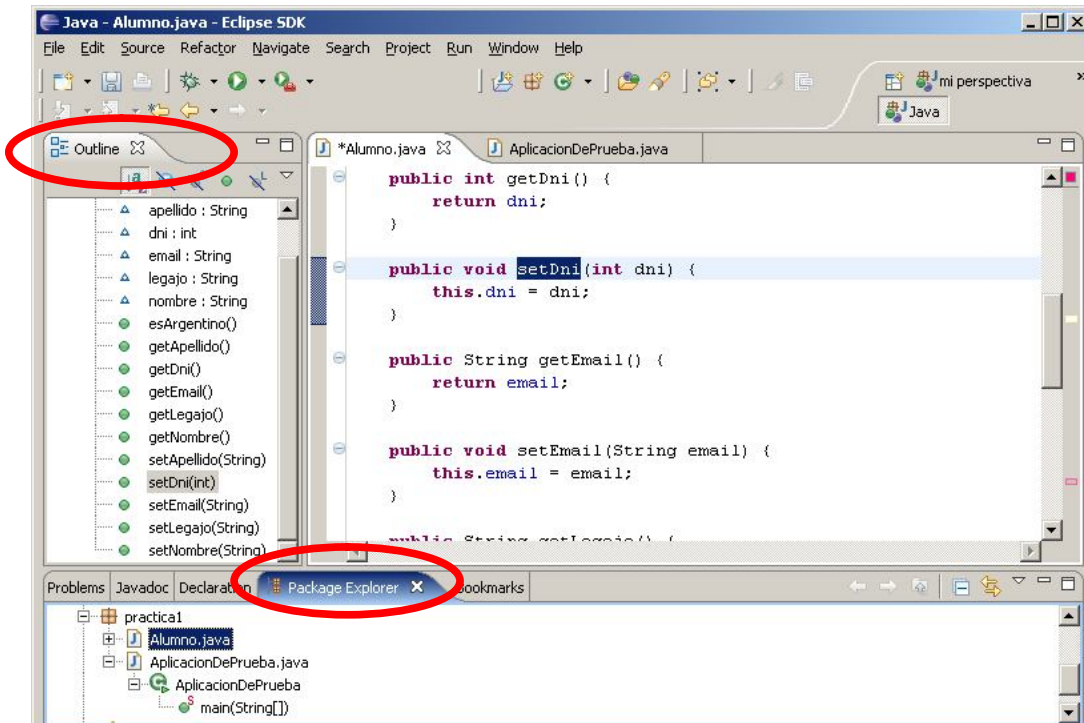 Java - Alumno.java - Eclipse SDK
File Edit Source Refactor Navigate Search Project Run Window Help
mi perspectiva
Java
Outline
apellido : String
dni : int
email : String
legajo : String
nombre : String
esArgentino()
getApellido()
getDni()
getEmail()
getLegajo()
getNombre()
setApellido(String)
setDni(int)
setEmail(String)
setLegajo(String)
setNombre(String)
*Alumno.java AplicacionDePrueba.java
public int getDni() {
return dni;
}
public void setDni(int dni) {
this.dni = dni;
}
public String getEmail() {
return email;
}
public void setEmail(String email) {
this.email = email;
}
public String getLegajo() {
Problems Javadoc Declaration Package Explorer Bookmarks
practica1
Alumno.java
AplicacionDePrueba.java
AplicacionDePrueba
main(String[])